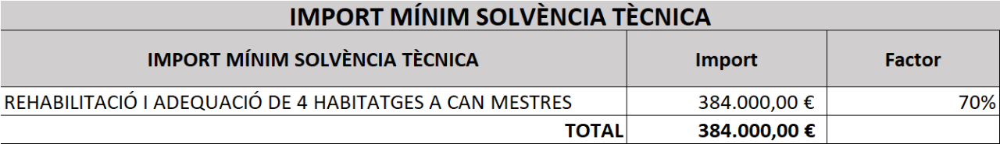 IMPORT MÍNIM SOLVÈNCIA TÈCNICA
IMPORT MÍNIM SOLVÈNCIA TÈCNICA Import Factor
REHABILITACIÓ I ADEQUACIÓ DE 4 HABITATGES A CAN MESTRES 384.000,00 € 70%
TOTAL 384.000,00 €